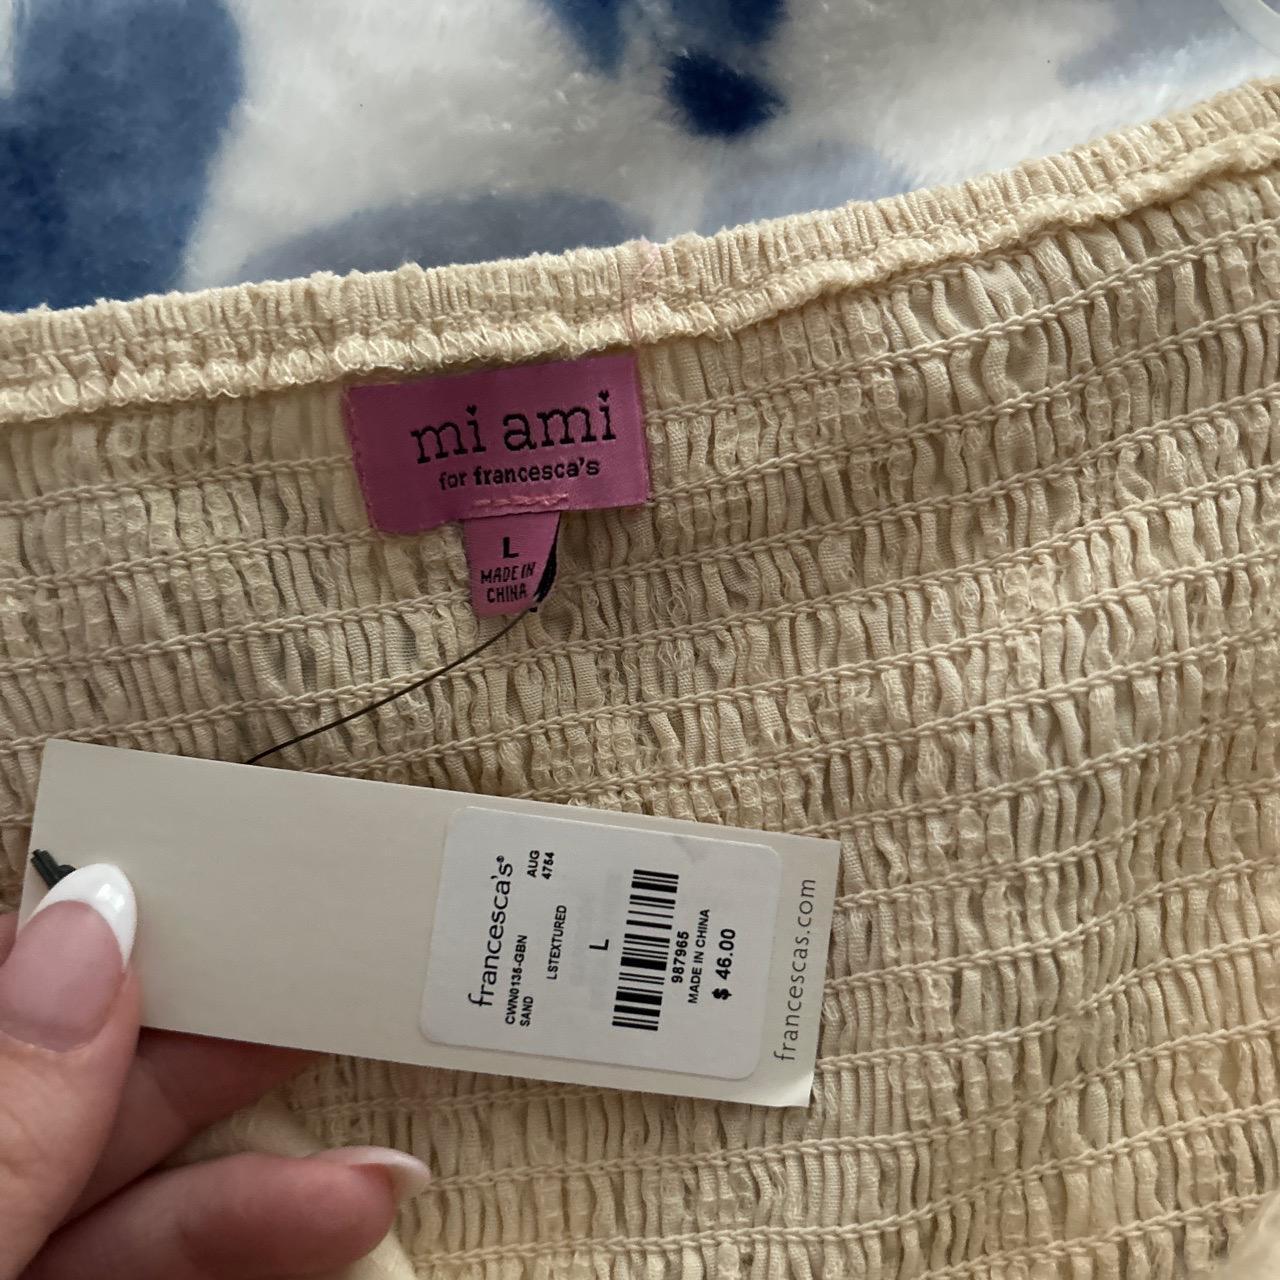 mi ami
for francesca's
L
MADE IN
CHINA
francesca's®
AUG
4754
CWN0135-GBN
SAND
LSTEXTURED
L
987965
MADE IN CHINA
$ 46.00
francescas.com